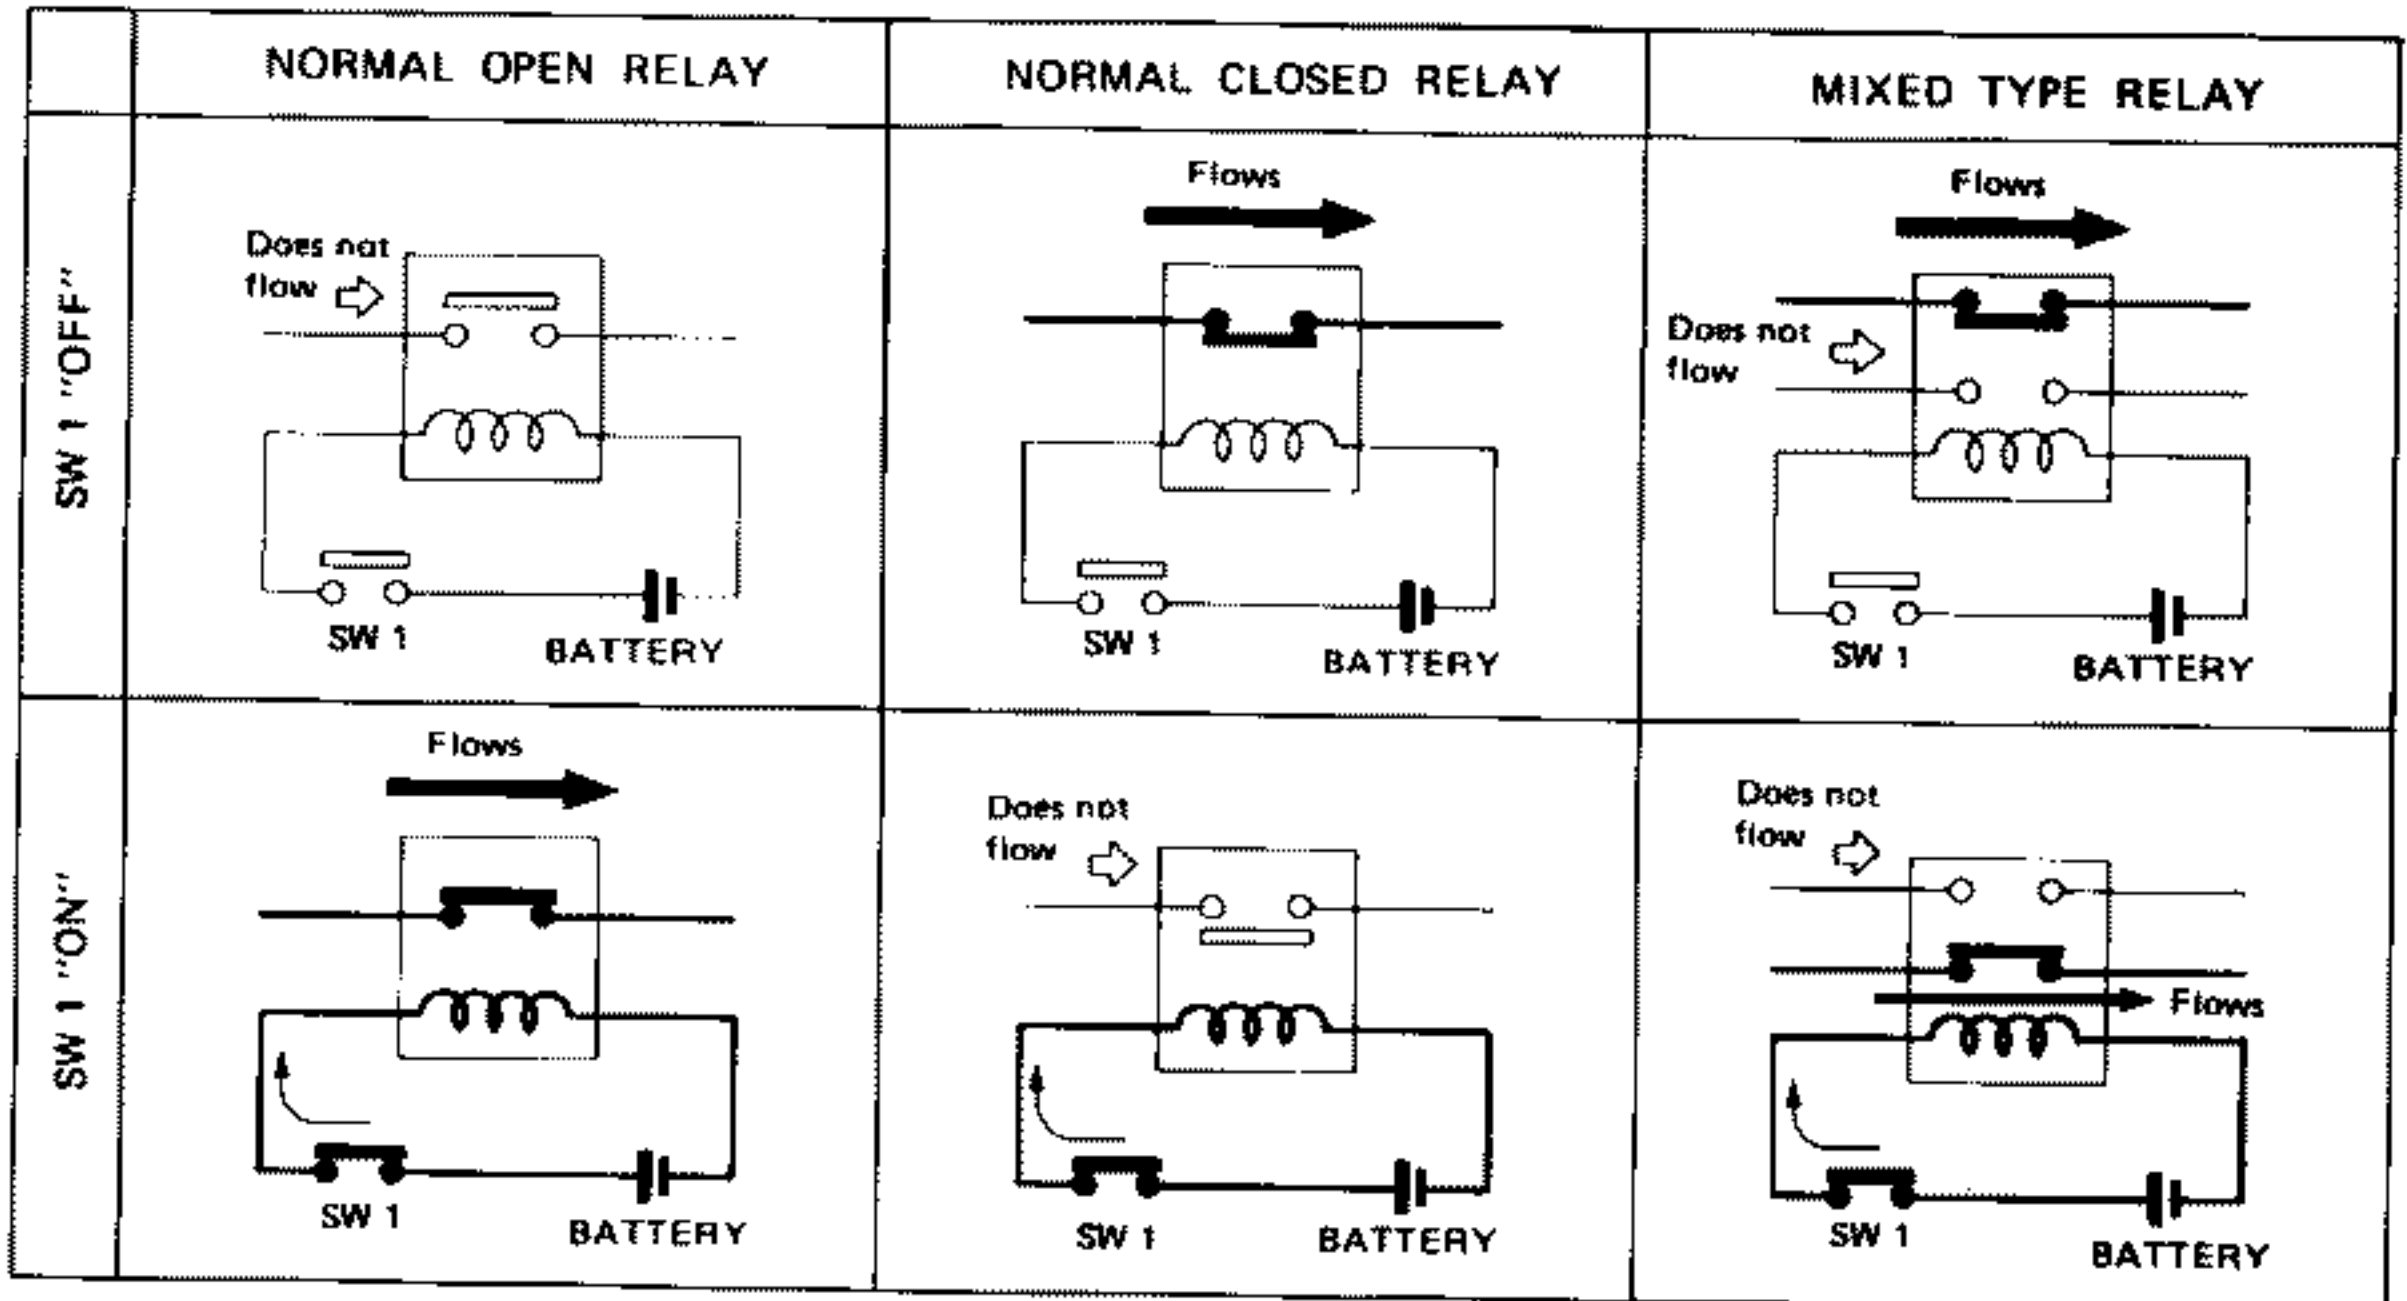 NORMAL OPEN RELAY
NORMAL CLOSED RELAY
MIXED TYPE RELAY
SW 1 "OFF"
Does not
flow
SW 1
BATTERY
Flows
SW 1
BATTERY
Flows
Does not
flow
SW 1
BATTERY
SW 1 "ON"
Flows
SW 1
BATTERY
Does not
flow
SW 1
BATTERY
Does not
flow
Flows
SW 1
BATTERY